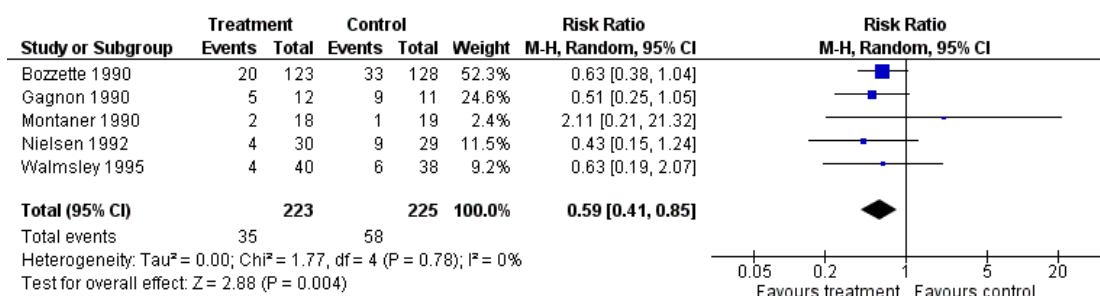 Treatment Control Risk Ratio Risk Ratio
Study or Subgroup Events Total Events Total Weight M-H, Random, 95% CI M-H, Random, 95% CI
Bozzette 1990 20 123 33 128 52.3% 0.63 [0.38, 1.04]
Gagnon 1990 5 12 9 11 24.6% 0.51 [0.25, 1.05]
Montaner 1990 2 18 1 19 2.4% 2.11 [0.21, 21.32]
Nielsen 1992 4 30 9 29 11.5% 0.43 [0.15, 1.24]
Walmsley 1995 4 40 6 38 9.2% 0.63 [0.19, 2.07]
Total (95% CI) 223 225 100.0% 0.59 [0.41, 0.85]
Total events 35 58
Heterogeneity: Tau² = 0.00; Chi² = 1.77, df = 4 (P = 0.78); I² = 0%
Test for overall effect: Z = 2.88 (P = 0.004)
0.05 0.2 1 5 20
Favours treatment Favours control